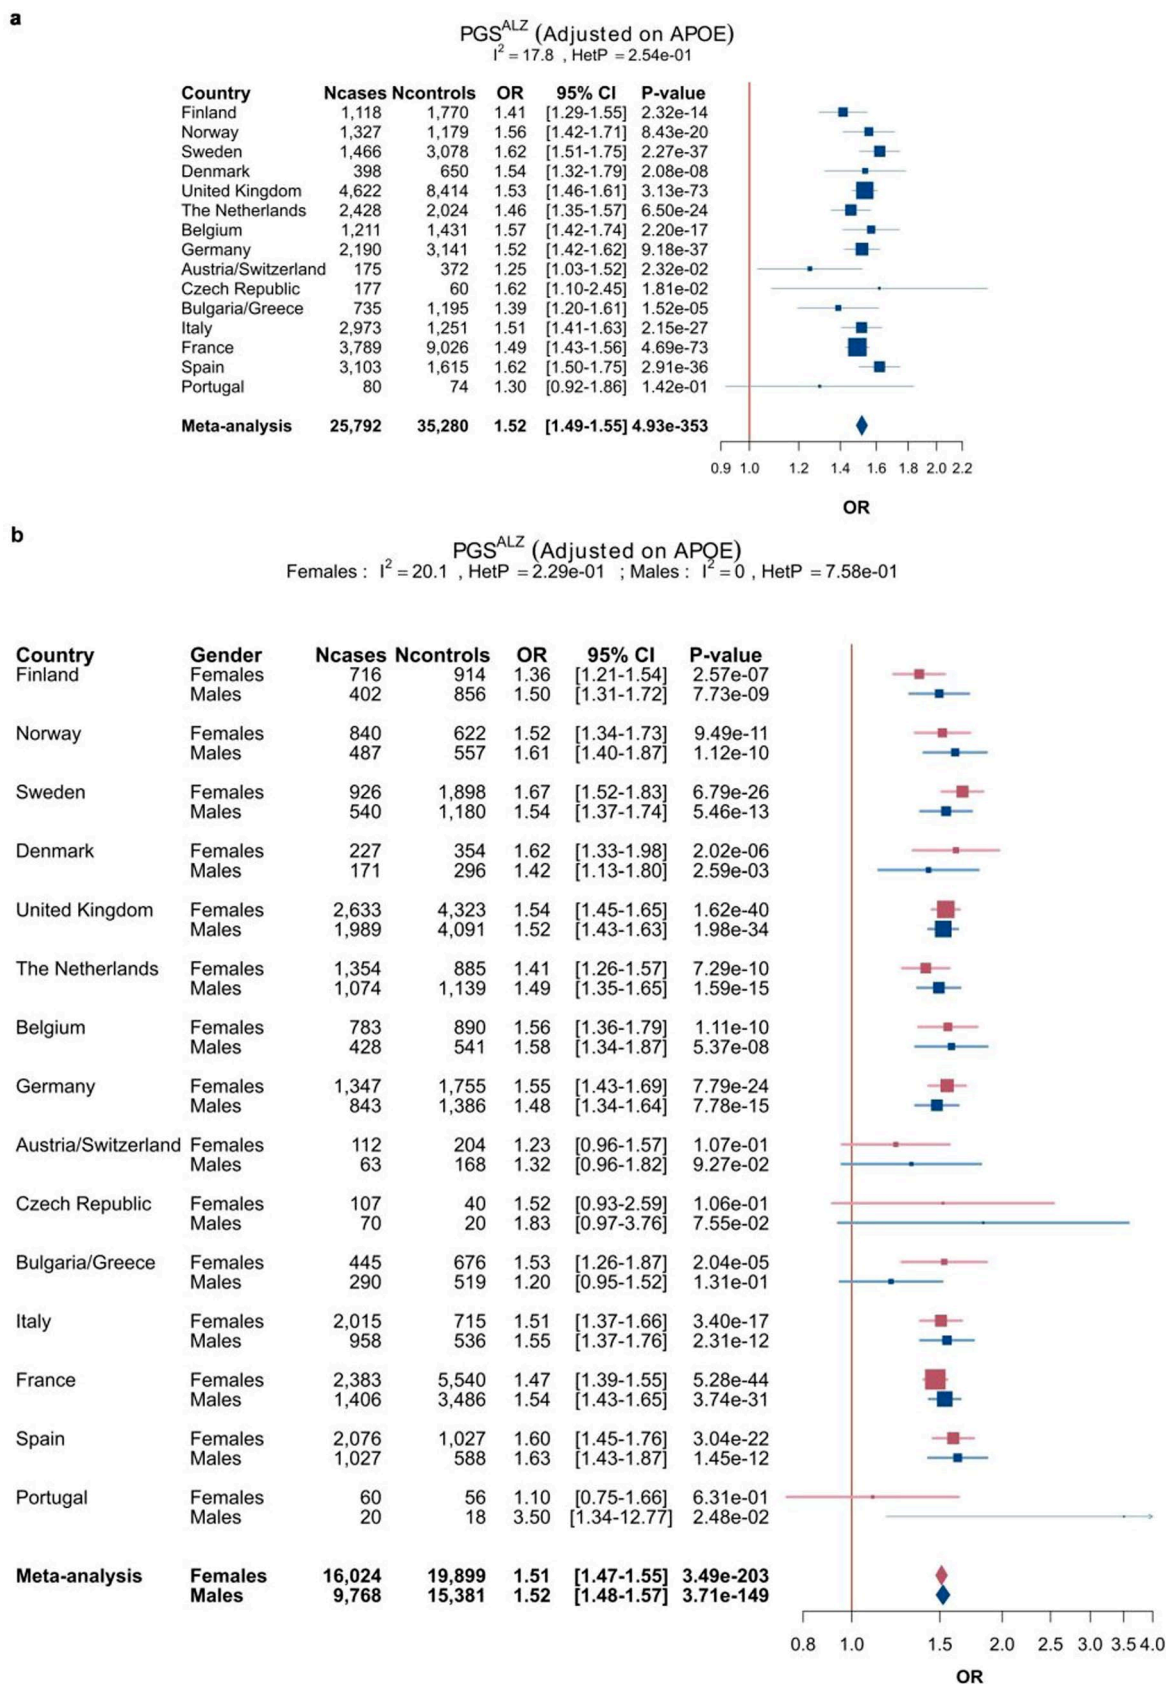 a
PGS^ALZ (Adjusted on APOE)
I² = 17.8 , HetP = 2.54e-01
Country Ncases Ncontrols OR 95% CI P-value
Finland 1,118 1,770 1.41 [1.29-1.55] 2.32e-14
Norway 1,327 1,179 1.56 [1.42-1.71] 8.43e-20
Sweden 1,466 3,078 1.62 [1.51-1.75] 2.27e-37
Denmark 398 650 1.54 [1.32-1.79] 2.08e-08
United Kingdom 4,622 8,414 1.53 [1.46-1.61] 3.13e-73
The Netherlands 2,428 2,024 1.46 [1.35-1.57] 6.50e-24
Belgium 1,211 1,431 1.57 [1.42-1.74] 2.20e-17
Germany 2,190 3,141 1.52 [1.42-1.62] 9.18e-37
Austria/Switzerland 175 372 1.25 [1.03-1.52] 2.32e-02
Czech Republic 177 60 1.62 [1.10-2.45] 1.81e-02
Bulgaria/Greece 735 1,195 1.39 [1.20-1.61] 1.52e-05
Italy 2,973 1,251 1.51 [1.41-1.63] 2.15e-27
France 3,789 9,026 1.49 [1.43-1.56] 4.69e-73
Spain 3,103 1,615 1.62 [1.50-1.75] 2.91e-36
Portugal 80 74 1.30 [0.92-1.86] 1.42e-01
Meta-analysis 25,792 35,280 1.52 [1.49-1.55] 4.93e-353
0.9 1.0 1.2 1.4 1.6 1.8 2.0 2.2
OR
b
PGS^ALZ (Adjusted on APOE)
Females : I² = 20.1 , HetP = 2.29e-01 ; Males : I² = 0 , HetP = 7.58e-01
Country Gender Ncases Ncontrols OR 95% CI P-value
Finland Females 716 914 1.36 [1.21-1.54] 2.57e-07
Males 402 856 1.50 [1.31-1.72] 7.73e-09
Norway Females 840 622 1.52 [1.34-1.73] 9.49e-11
Males 487 557 1.61 [1.40-1.87] 1.12e-10
Sweden Females 926 1,898 1.67 [1.52-1.83] 6.79e-26
Males 540 1,180 1.54 [1.37-1.74] 5.46e-13
Denmark Females 227 354 1.62 [1.33-1.98] 2.02e-06
Males 171 296 1.42 [1.13-1.80] 2.59e-03
United Kingdom Females 2,633 4,323 1.54 [1.45-1.65] 1.62e-40
Males 1,989 4,091 1.52 [1.43-1.63] 1.98e-34
The Netherlands Females 1,354 885 1.41 [1.26-1.57] 7.29e-10
Males 1,074 1,139 1.49 [1.35-1.65] 1.59e-15
Belgium Females 783 890 1.56 [1.36-1.79] 1.11e-10
Males 428 541 1.58 [1.34-1.87] 5.37e-08
Germany Females 1,347 1,755 1.55 [1.43-1.69] 7.79e-24
Males 843 1,386 1.48 [1.34-1.64] 7.78e-15
Austria/Switzerland Females 112 204 1.23 [0.96-1.57] 1.07e-01
Males 63 168 1.32 [0.96-1.82] 9.27e-02
Czech Republic Females 107 40 1.52 [0.93-2.59] 1.06e-01
Males 70 20 1.83 [0.97-3.76] 7.55e-02
Bulgaria/Greece Females 445 676 1.53 [1.26-1.87] 2.04e-05
Males 290 519 1.20 [0.95-1.52] 1.31e-01
Italy Females 2,015 715 1.51 [1.37-1.66] 3.40e-17
Males 958 536 1.55 [1.37-1.76] 2.31e-12
France Females 2,383 5,540 1.47 [1.39-1.55] 5.28e-44
Males 1,406 3,486 1.54 [1.43-1.65] 3.74e-31
Spain Females 2,076 1,027 1.60 [1.45-1.76] 3.04e-22
Males 1,027 588 1.63 [1.43-1.87] 1.45e-12
Portugal Females 60 56 1.10 [0.75-1.66] 6.31e-01
Males 20 18 3.50 [1.34-12.77] 2.48e-02
Meta-analysis Females 16,024 19,899 1.51 [1.47-1.55] 3.49e-203
Males 9,768 15,381 1.52 [1.48-1.57] 3.71e-149
0.8 1.0 1.5 2.0 2.5 3.0 3.5 4.0
OR